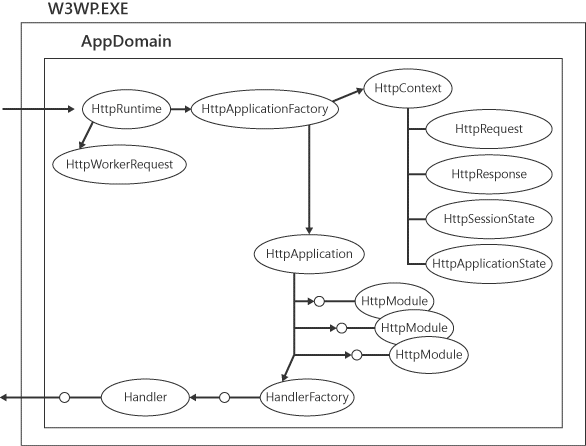 W3WP.EXE
AppDomain
HttpContext
HttpRuntime
HttpApplicationFactory
HttpRequest
HttpWorkerRequest
HttpResponse
HttpSessionState
HttpApplication
HttpApplicationState
HttpModule
HttpModule
HttpModule
Handler
HandlerFactory